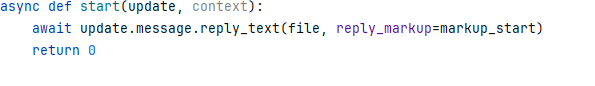 async def start(update, context):
    await update.message.reply_text(file, reply_markup=markup_start)
    return 0